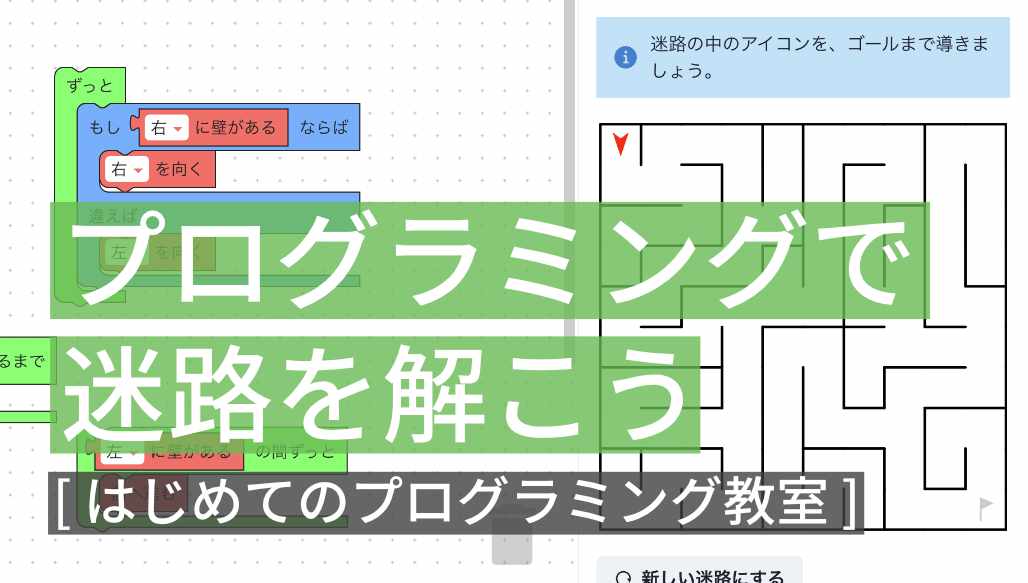 ずっと
もし 右 に壁がある ならば
右 を向く
違えば
左 を向く
るまで
左 に壁がある の間ずっと
迷路の中のアイコンを、ゴールまで導きま
しょう。
プログラミングで
迷路を解こう
[ はじめてのプログラミング教室 ]
新しい迷路にする